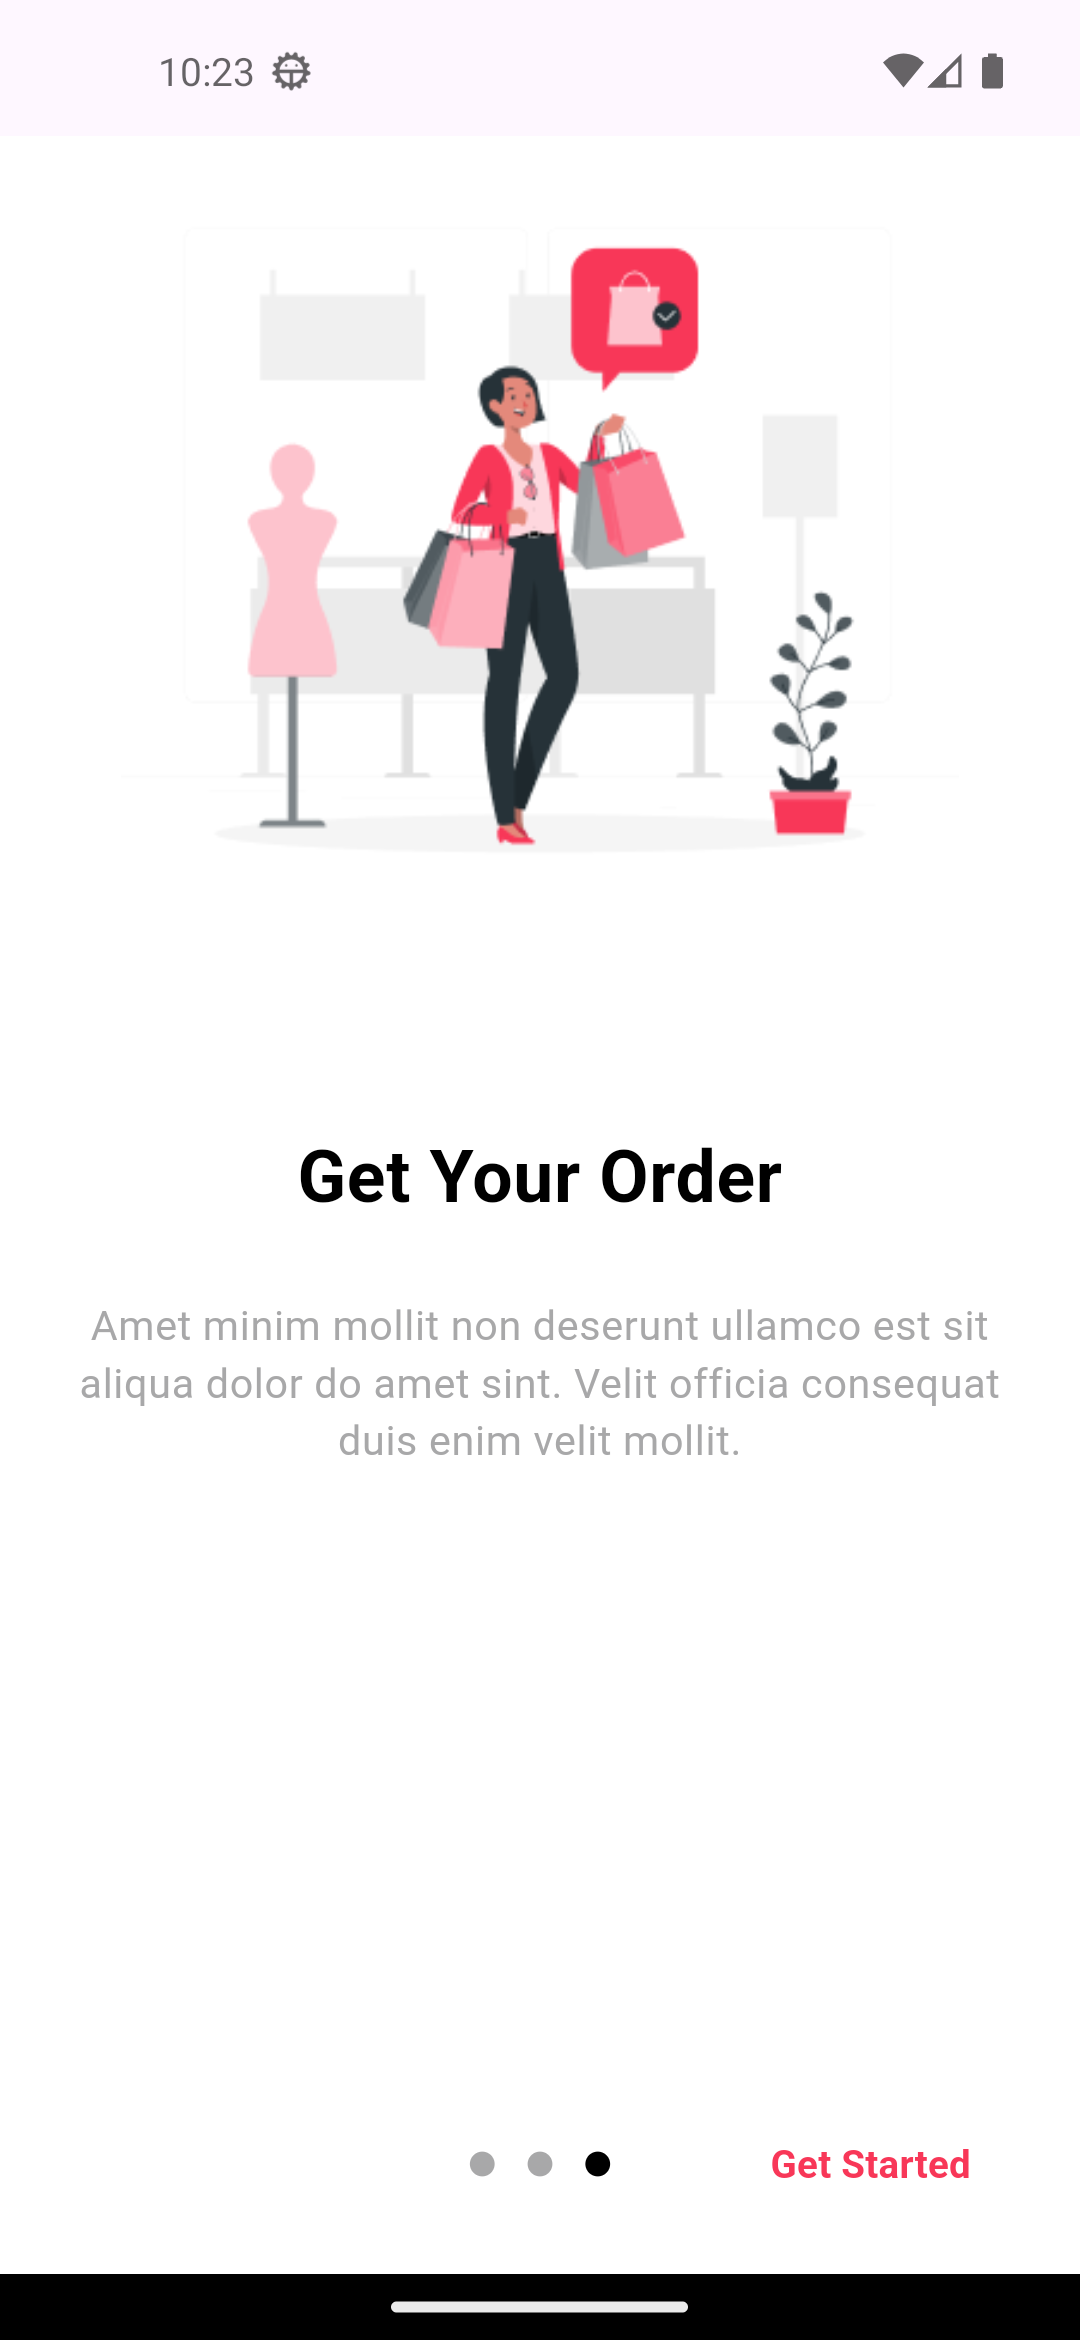 10:23
Get Your Order
Amet minim mollit non deserunt ullamco est sit
aliqua dolor do amet sint. Velit officia consequat
duis enim velit mollit.
Get Started